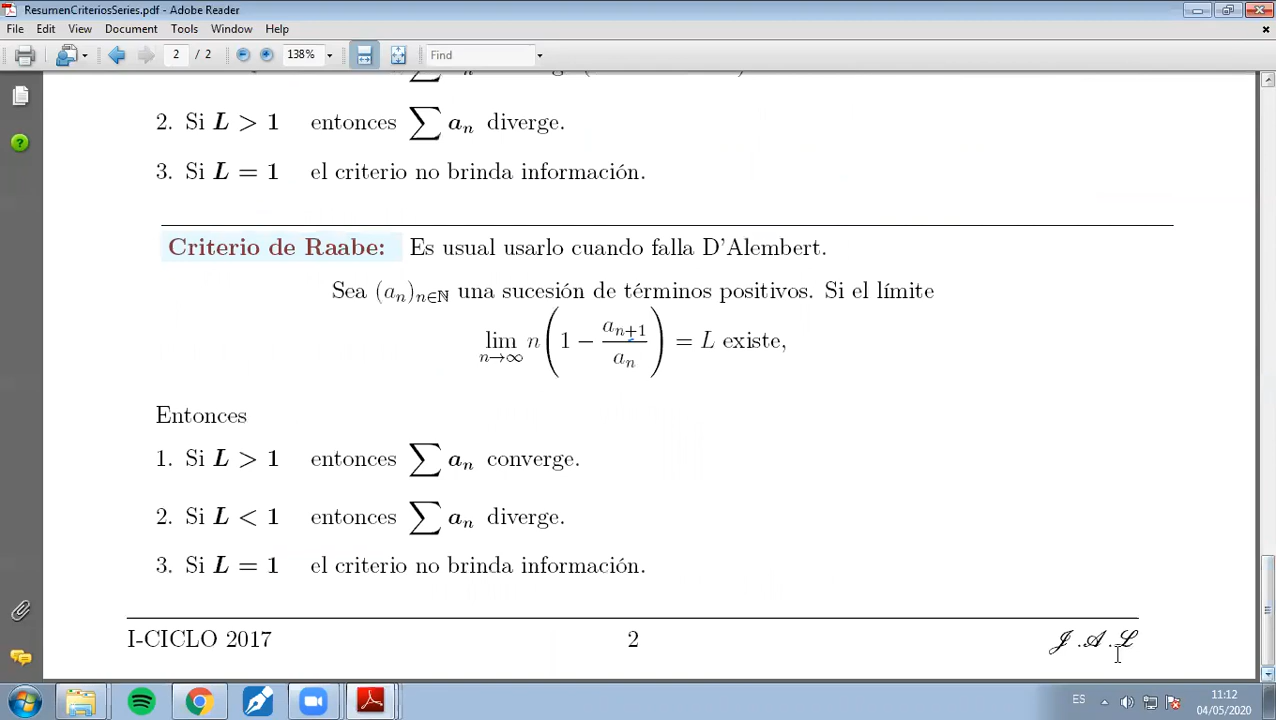 ResumenCriteriosSeries.pdf - Adobe Reader
File Edit View Document Tools Window Help
2 / 2 138% Find
2. Si L > 1 entonces ∑ aₙ diverge.
3. Si L = 1 el criterio no brinda información.
Criterio de Raabe: Es usual usarlo cuando falla D'Alembert.
Sea (aₙ)ₙ∈ℕ una sucesión de términos positivos. Si el límite
lim n→∞ n(1 − aₙ₊₁/aₙ) = L existe,
Entonces
1. Si L > 1 entonces ∑ aₙ converge.
2. Si L < 1 entonces ∑ aₙ diverge.
3. Si L = 1 el criterio no brinda información.
I-CICLO 2017 2 J.A.L
ES 11:12
04/05/2020